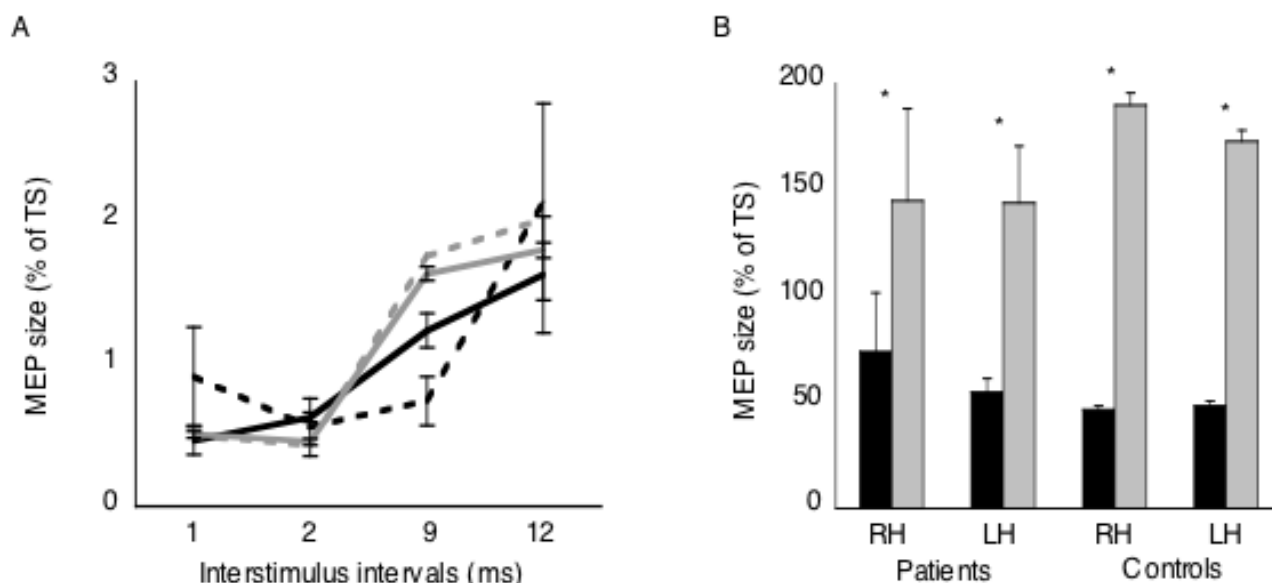 A
3
2
1
0
MEP size (% of TS)
1 2 9 12
Interstimulus intervals (ms)
B
200
150
100
50
0
MEP size (% of TS)
* * * *
RH LH RH LH
Patients Controls